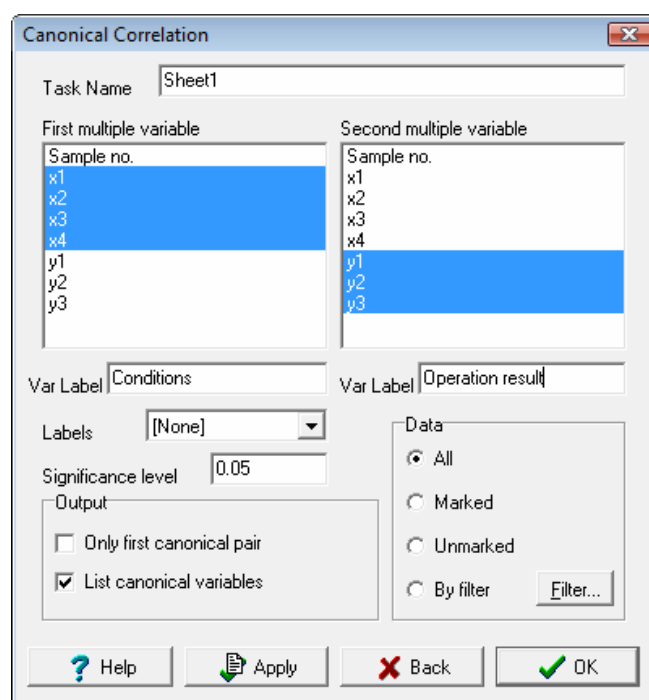 Canonical Correlation
Task Name Sheet1
First multiple variable
Sample no.
x1
x2
x3
x4
y1
y2
y3
Second multiple variable
Sample no.
x1
x2
x3
x4
y1
y2
y3
Var Label Conditions
Var Label Operation result
Labels [None]
Significance level 0.05
Output
Only first canonical pair
List canonical variables
Data
All
Marked
Unmarked
By filter Filter...
? Help
Apply
Back
OK